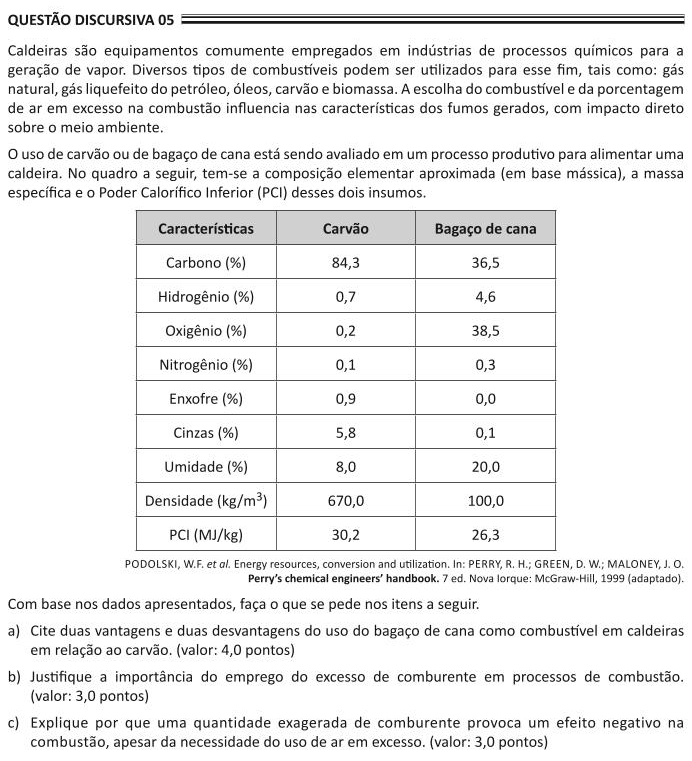 QUESTÃO DISCURSIVA 05
Caldeiras são equipamentos comumente empregados em indústrias de processos químicos para a
geração de vapor. Diversos tipos de combustíveis podem ser utilizados para esse fim, tais como: gás
natural, gás liquefeito do petróleo, óleos, carvão e biomassa. A escolha do combustível e da porcentagem
de ar em excesso na combustão influencia nas características dos fumos gerados, com impacto direto
sobre o meio ambiente.
O uso de carvão ou de bagaço de cana está sendo avaliado em um processo produtivo para alimentar uma
caldeira. No quadro a seguir, tem-se a composição elementar aproximada (em base mássica), a massa
específica e o Poder Calorífico Inferior (PCI) desses dois insumos.
Características Carvão Bagaço de cana
Carbono (%) 84,3 36,5
Hidrogênio (%) 0,7 4,6
Oxigênio (%) 0,2 38,5
Nitrogênio (%) 0,1 0,3
Enxofre (%) 0,9 0,0
Cinzas (%) 5,8 0,1
Umidade (%) 8,0 20,0
Densidade (kg/m³) 670,0 100,0
PCI (MJ/kg) 30,2 26,3
PODOLSKI, W.F. et al. Energy resources, conversion and utilization. In: PERRY, R. H.; GREEN, D. W.; MALONEY, J. O.
Perry's chemical engineers' handbook. 7 ed. Nova Iorque: McGraw-Hill, 1999 (adaptado).
Com base nos dados apresentados, faça o que se pede nos itens a seguir.
a) Cite duas vantagens e duas desvantagens do uso do bagaço de cana como combustível em caldeiras
em relação ao carvão. (valor: 4,0 pontos)
b) Justifique a importância do emprego do excesso de comburente em processos de combustão.
(valor: 3,0 pontos)
c) Explique por que uma quantidade exagerada de comburente provoca um efeito negativo na
combustão, apesar da necessidade do uso de ar em excesso. (valor: 3,0 pontos)